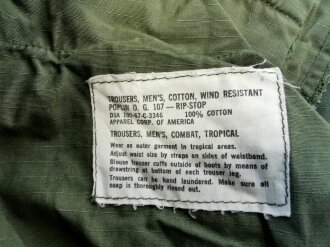 TROUSERS, MEN'S, COTTON, WIND RESISTANT
POPLIN O. G. 107 — RIP-STOP
DSA 100-67-C-3346 100% COTTON
APPAREL CORP. OF AMERICA
TROUSERS, MEN'S, COMBAT, TROPICAL
Wear as outer garment in tropical areas.
Adjust waist size by straps on sides of waistband.
Blouse trouser cuffs outside of boots by means of
drawstring at bottom of each trouser leg.
Trousers can be hand laundered. Make sure all
soap is thoroughly rinsed out.